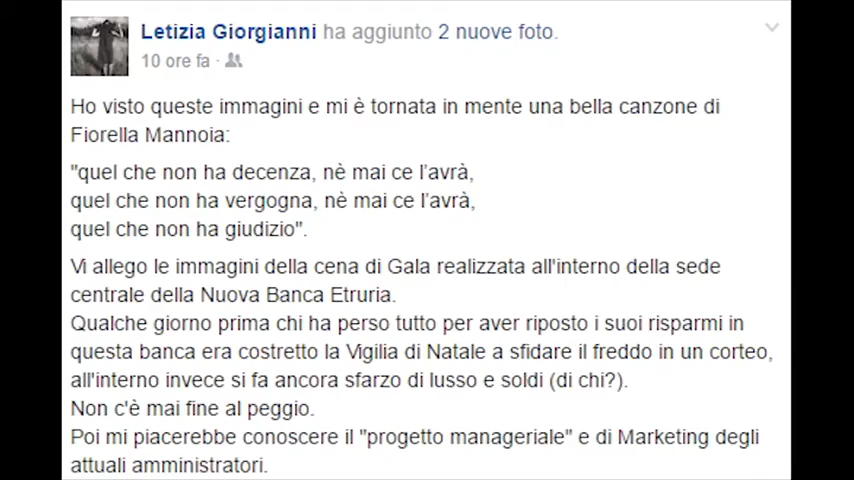 Letizia Giorgianni ha aggiunto 2 nuove foto.
10 ore fa ·
Ho visto queste immagini e mi è tornata in mente una bella canzone di
Fiorella Mannoia:
"quel che non ha decenza, nè mai ce l'avrà,
quel che non ha vergogna, nè mai ce l'avrà,
quel che non ha giudizio".
Vi allego le immagini della cena di Gala realizzata all'interno della sede
centrale della Nuova Banca Etruria.
Qualche giorno prima chi ha perso tutto per aver riposto i suoi risparmi in
questa banca era costretto la Vigilia di Natale a sfidare il freddo in un corteo,
all'interno invece si fa ancora sfarzo di lusso e soldi (di chi?).
Non c'è mai fine al peggio.
Poi mi piacerebbe conoscere il "progetto manageriale" e di Marketing degli
attuali amministratori.